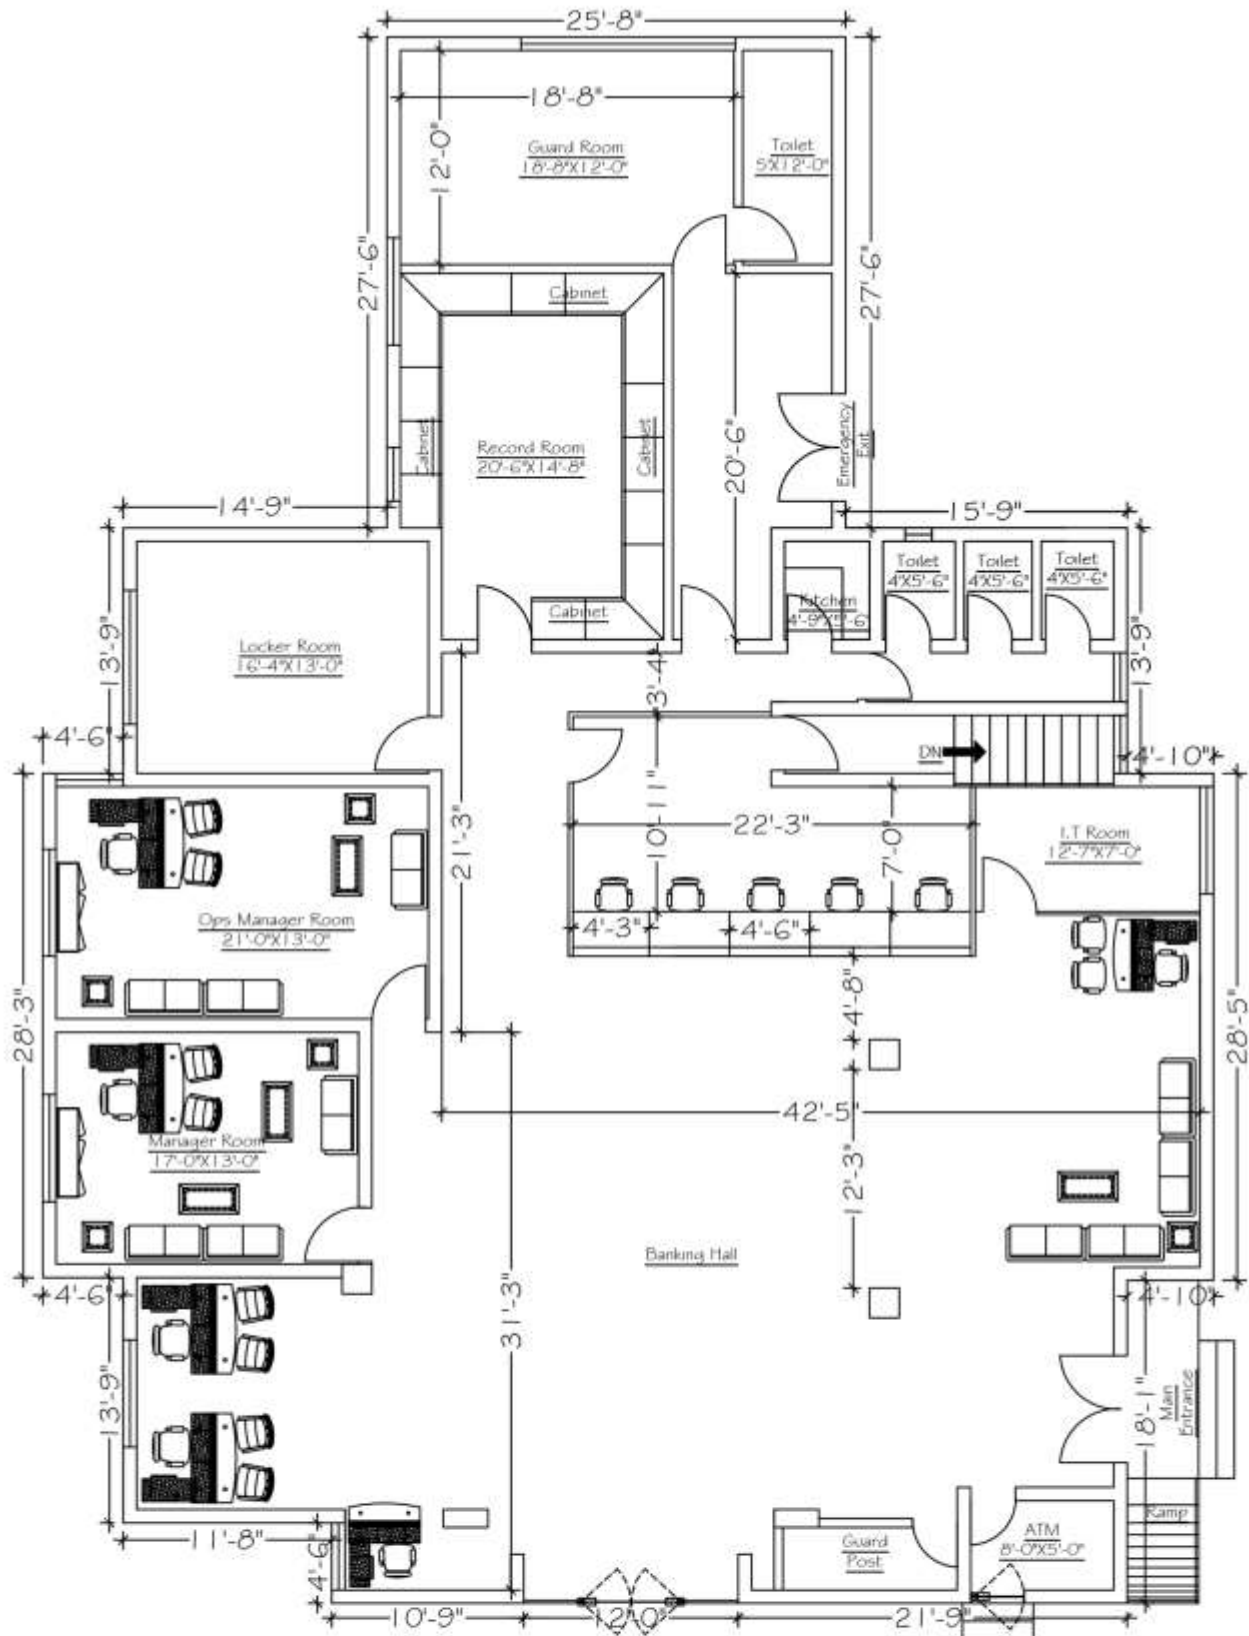 25'-8"
18'-8"
12'-0"
Guard Room
18'-8"X12'-0"
Toilet
5'X12'-0"
27'-6"
27'-6"
Cabinet
Cabinet
Record Room
20'-6"X14'-8"
Cabinet
20'-6"
Emergency
Exit
14'-9"
15'-9"
Toilet
4'X5'-6"
Toilet
4'X5'-6"
Toilet
4'X5'-6"
Kitchen
4'-9"X5'-6
Cabinet
13'-9"
Locker Room
16'-4"X13'-0"
3'-4"
13'-9"
4'-6"
DN
4'-10"
10'-11"
22'-3"
7'-0"
21'-3"
I.T Room
12'-7"X7'-0"
Ops Manager Room
21'-0"X13'-0"
4'-3"
4'-6"
4'-8"
28'-3"
28'-5"
42'-5"
Manager Room
17'-0"X13'-0"
12'-3"
Banking Hall
4'-6"
4'-10"
31'-3"
13'-9"
18'-1"
Main
Entrance
Ramp
11'-8"
4'-6"
Guard
Post
ATM
8'-0"X5'-0"
10'-9"
12'-0"
21'-9"